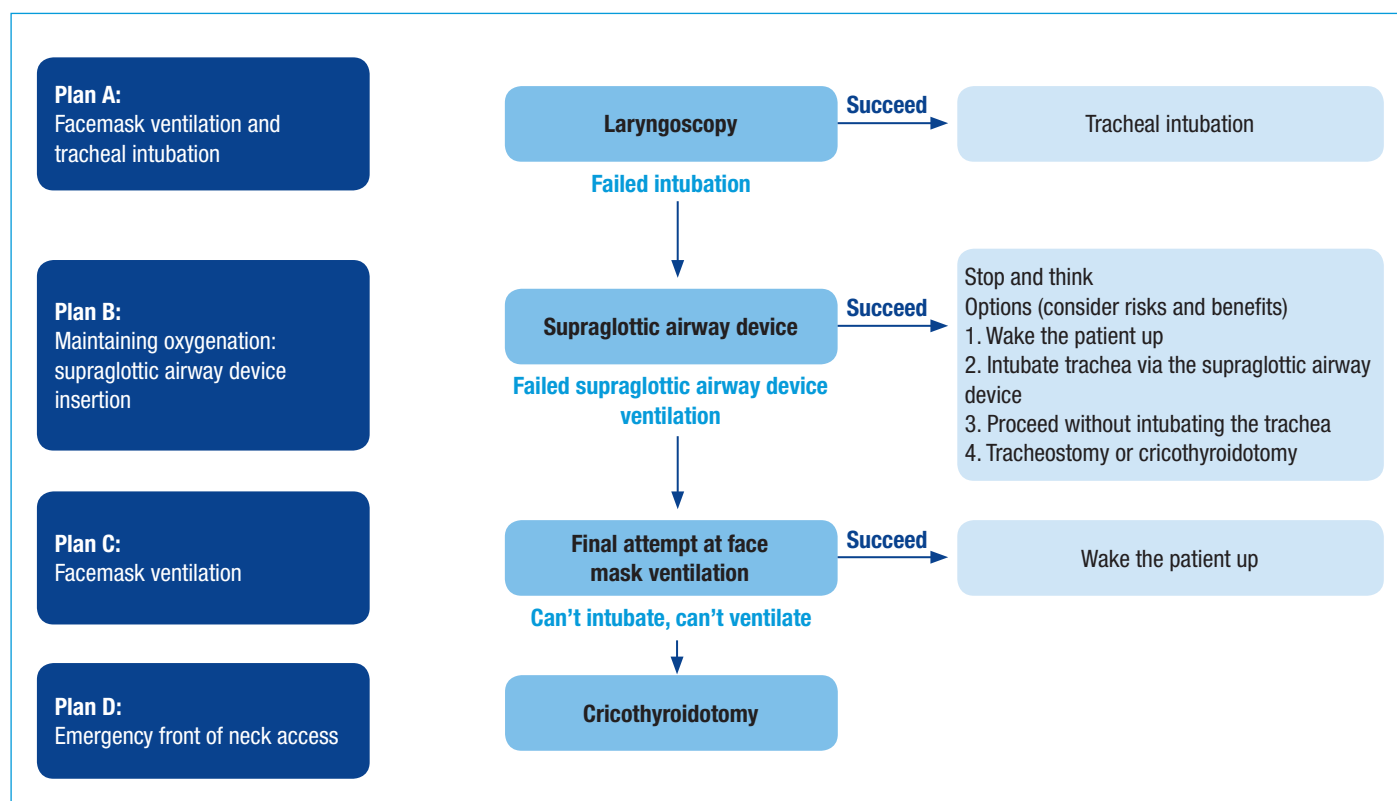 Plan A:
Facemask ventilation and
tracheal intubation
Laryngoscopy
Succeed
Tracheal intubation
Failed intubation
Plan B:
Maintaining oxygenation:
supraglottic airway device
insertion
Supraglottic airway device
Succeed
Stop and think
Options (consider risks and benefits)
1. Wake the patient up
2. Intubate trachea via the supraglottic airway
device
3. Proceed without intubating the trachea
4. Tracheostomy or cricothyroidotomy
Failed supraglottic airway device
ventilation
Plan C:
Facemask ventilation
Final attempt at face
mask ventilation
Succeed
Wake the patient up
Can’t intubate, can’t ventilate
Plan D:
Emergency front of neck access
Cricothyroidotomy